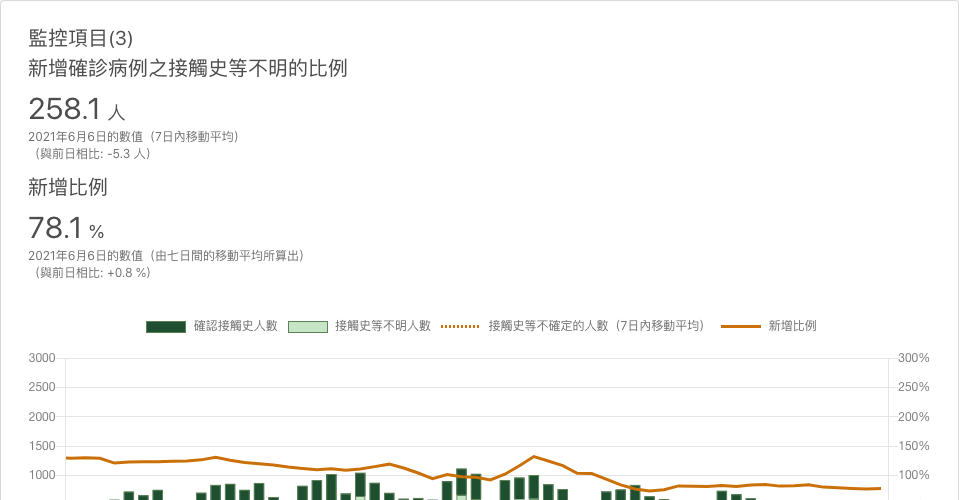 監控項目(3)
新增確診病例之接觸史等不明的比例
258.1 人
2021年6月6日的數值（7日內移動平均）
（與前日相比: -5.3 人）
新增比例
78.1 %
2021年6月6日的數值（由七日間的移動平均所算出）
（與前日相比: +0.8 %）
確認接觸史人數 接觸史等不明人數 接觸史等不確定的人數（7日內移動平均） 新增比例
3000 300%
2500 250%
2000 200%
1500 150%
1000 100%